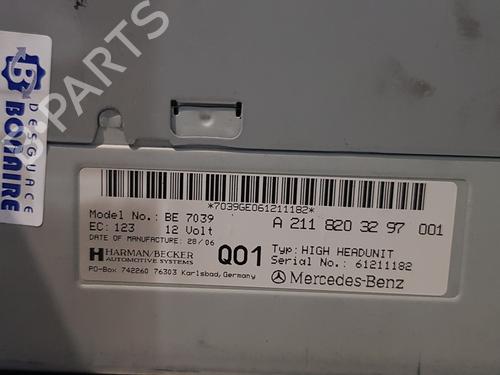 DESGUACE
BONAIRE
B
B-PARTS
*7039GE061211182*
Model No.: BE 7039
A 211 820 32 97 001
EC: 123 12 Volt
DATE OF MANUFACTURE: 28/06
Q01
Typ: HIGH HEADUNIT
HARMAN/BECKER
AUTOMOTIVE SYSTEMS
Serial No.: 61211182
PO-Box 742260 76303 Karlsbad, Germany
Mercedes-Benz